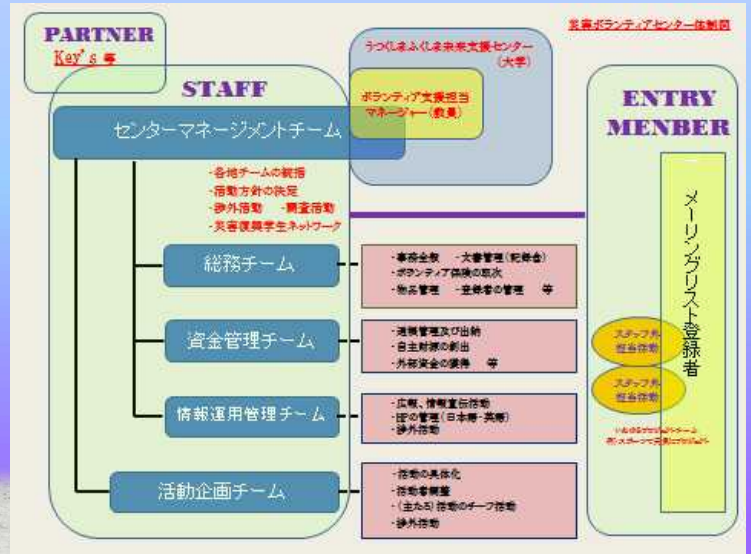 災害ボランティアセンター体制図
PARTNER
Key's 等
うつくしまふくしま未来支援センター
(大学)
ボランティア支援担当
マネージャー(教員)
STAFF
センターマネージメントチーム
・各地チームの統括
・活動方針の決定
・渉外活動 ・調査活動
・災害復興学生ネットワーク
総務チーム
・事務全般 ・文書管理(記録含)
・ボランティア保険の取次
・物品管理 ・登録者の管理 等
資金管理チーム
・通帳管理及び出納
・自主財源の創出
・外部資金の獲得 等
情報運用管理チーム
・広報、情報宣伝活動
・HPの管理(日本語・英語)
・渉外活動
活動企画チーム
・活動の具体化
・活動者調整
・(主たる)活動のチーフ活動
・渉外活動
ENTRY
MENBER
メーリングリスト登録者
スタッフ外
担当活動
スタッフ外
担当活動
いわゆるプロジェクトチーム